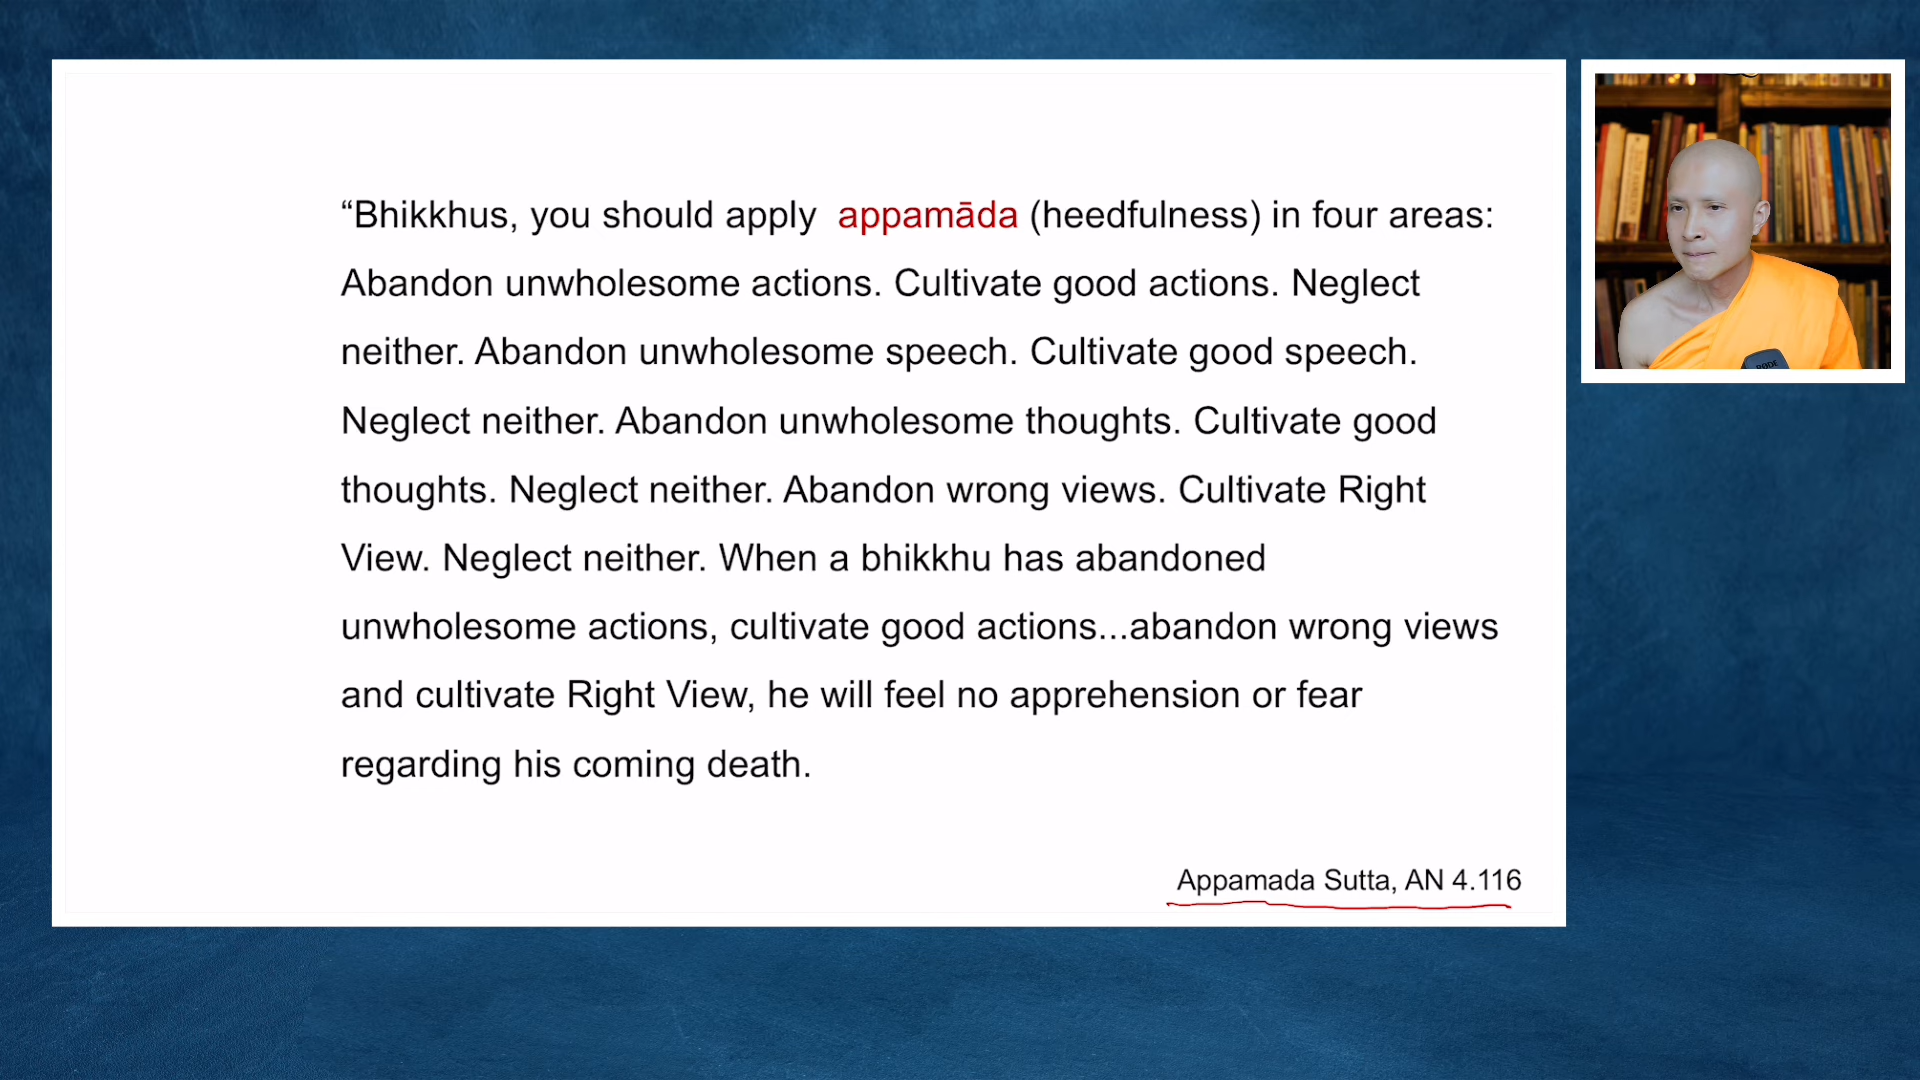 “Bhikkhus, you should apply appamāda (heedfulness) in four areas:
Abandon unwholesome actions. Cultivate good actions. Neglect
neither. Abandon unwholesome speech. Cultivate good speech.
Neglect neither. Abandon unwholesome thoughts. Cultivate good
thoughts. Neglect neither. Abandon wrong views. Cultivate Right
View. Neglect neither. When a bhikkhu has abandoned
unwholesome actions, cultivate good actions...abandon wrong views
and cultivate Right View, he will feel no apprehension or fear
regarding his coming death.
Appamada Sutta, AN 4.116
RØDE